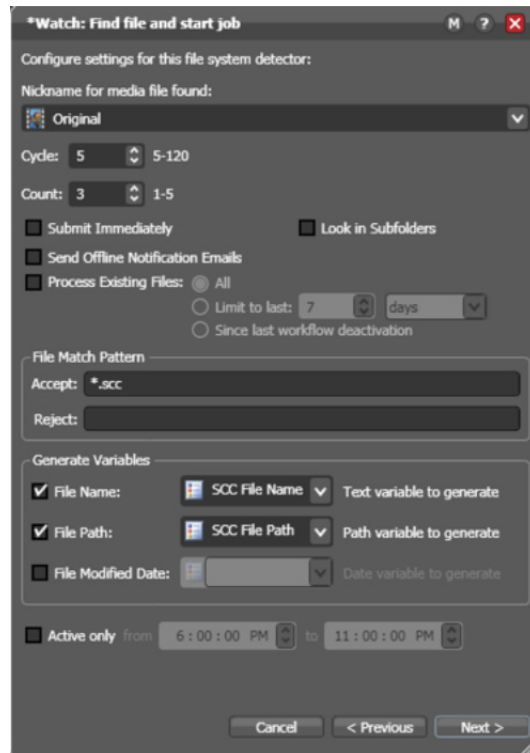 *Watch: Find file and start job M ? X
Configure settings for this file system detector:
Nickname for media file found:
Original
Cycle: 5 5-120
Count: 3 1-5
Submit Immediately Look in Subfolders
Send Offline Notification Emails
Process Existing Files: All
Limit to last: 7 days
Since last workflow deactivation
File Match Pattern
Accept: *.scc
Reject:
Generate Variables
File Name: SCC File Name Text variable to generate
File Path: SCC File Path Path variable to generate
File Modified Date: Date variable to generate
Active only from 6:00:00 PM to 11:00:00 PM
Cancel < Previous Next >